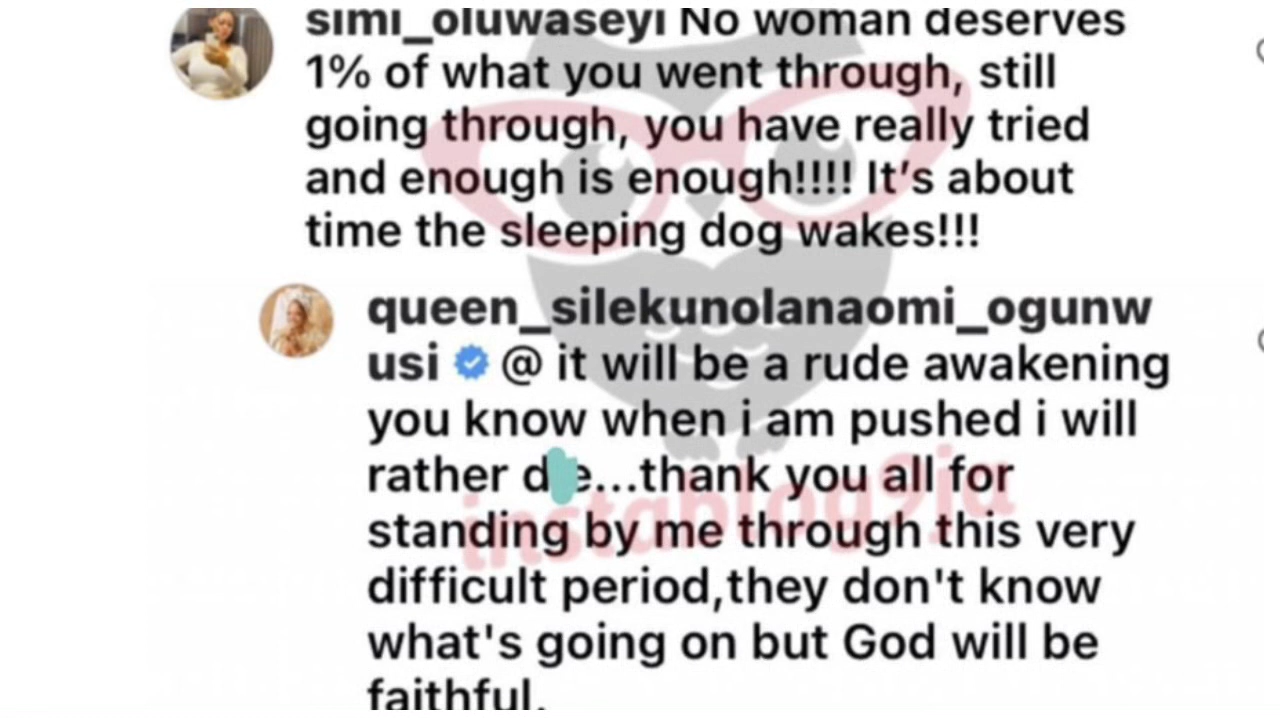 simi_oluwaseyi No woman deserves
1% of what you went through, still
going through, you have really tried
and enough is enough!!!! It's about
time the sleeping dog wakes!!!
queen_silekunolanaomi_ogunw
usi @ it will be a rude awakening
you know when i am pushed i will
rather d e...thank you all for
standing by me through this very
difficult period,they don't know
what's going on but God will be
faithful.
instablog9ja